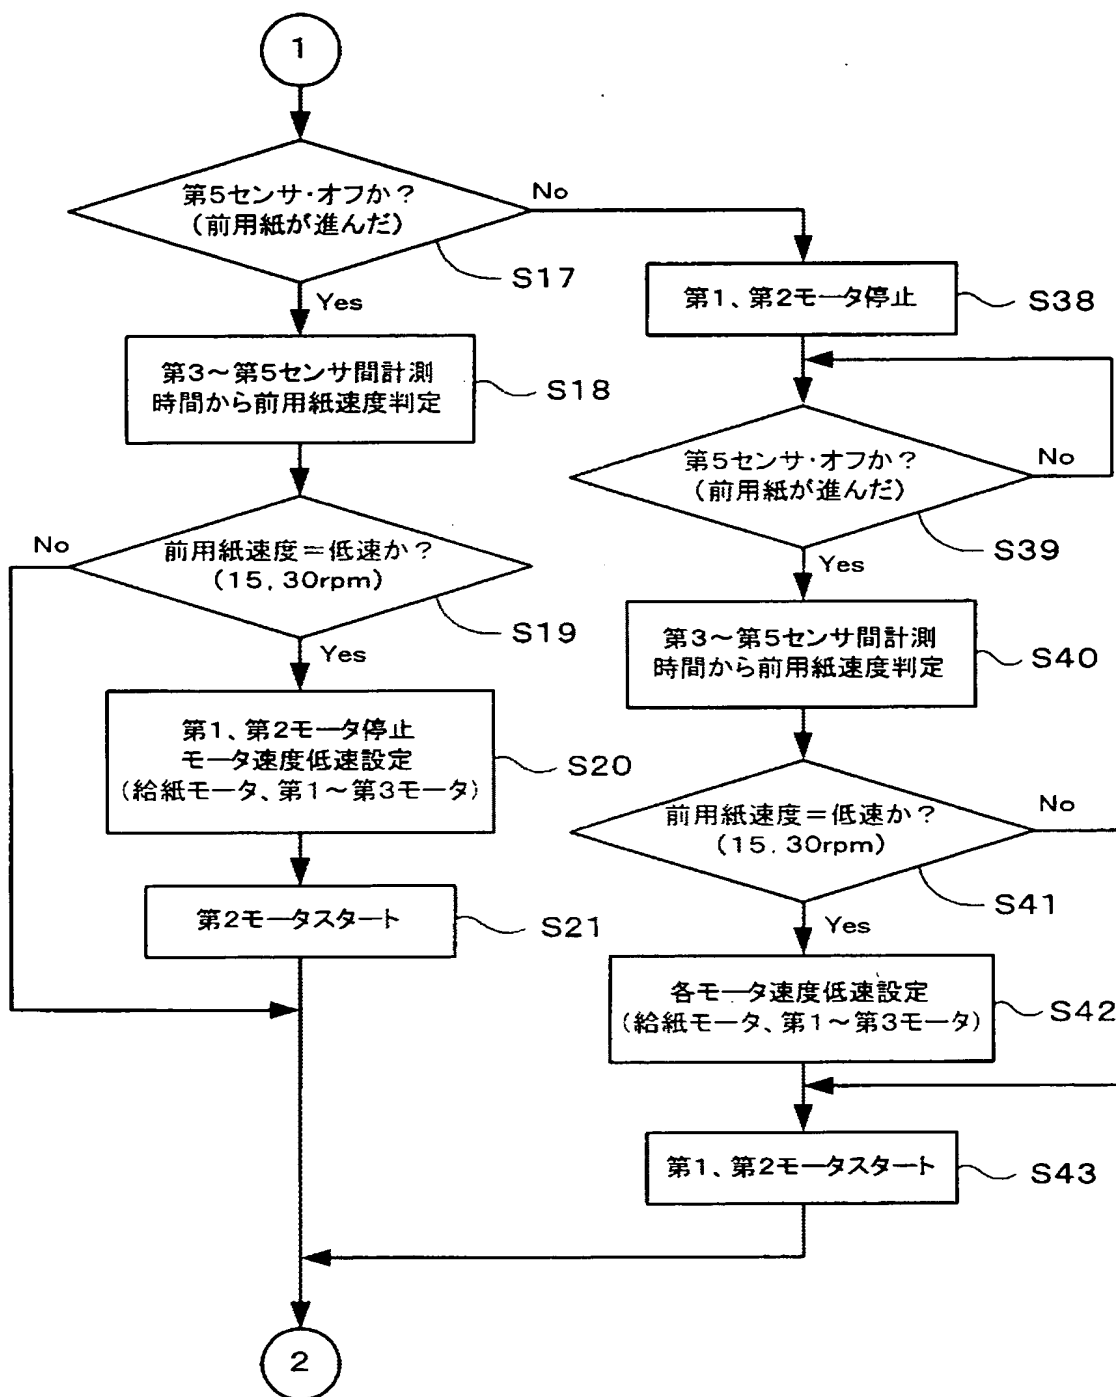 1
第5センサ・オフか?
(前用紙が進んだ)
No
S17
Yes
第3～第5センサ間計測
時間から前用紙速度判定
S18
前用紙速度＝低速か?
(15, 30rpm)
No
S19
Yes
第1、第2モータ停止
モータ速度低速設定
(給紙モータ、第1～第3モータ)
S20
第2モータスタート
S21
第1、第2モータ停止
S38
第5センサ・オフか?
(前用紙が進んだ)
No
S39
Yes
第3～第5センサ間計測
時間から前用紙速度判定
S40
前用紙速度＝低速か?
(15, 30rpm)
No
S41
Yes
各モータ速度低速設定
(給紙モータ、第1～第3モータ)
S42
第1、第2モータスタート
S43
2